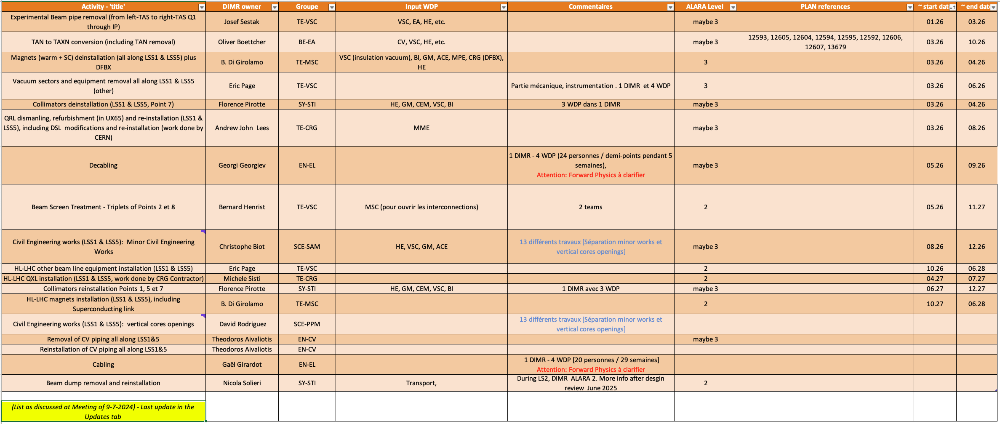 Activity - 'title' DIMR owner Groupe Input WDP Commentaires ALARA Level PLAN references ~ start dat ~ end dat
Experimental Beam pipe removal (from left-TAS to right-TAS Q1
through IP) Josef Sestak TE-VSC VSC, EA, HE, etc. maybe 3 01.26 03.26
TAN to TAXN conversion (including TAN removal) Oliver Boettcher BE-EA CV, VSC, HE, etc. maybe 3 12593, 12605, 12604, 12594, 12595, 12592, 12606,
12607, 13679 03.26 10.26
Magnets (warm + SC) deinstallation (all along LSS1 & LSS5) plus
DFBX B. Di Girolamo TE-MSC VSC (insulation vacuum), BI, GM, ACE, MPE, CRG (DFBX),
HE 3 03.26 04.26
Vacuum sectors and equipment removal all along LSS1 & LSS5
(other) Eric Page TE-VSC Partie mécanique, instrumentation . 1 DIMR et 4 WDP 3 03.26 06.26
Collimators deinstallation (LSS1 & LSS5, Point 7) Florence Pirotte SY-STI HE, GM, CEM, VSC, BI 3 WDP dans 1 DIMR maybe 3 03.26 04.26
QRL dismanling, refurbishment (in UX65) and re-installation (LSS1 &
LSS5), including DSL modifications and re-installation (work done by
CERN) Andrew John Lees TE-CRG MME maybe 3 03.26 08.26
Decabling Georgi Georgiev EN-EL 1 DIMR - 4 WDP (24 personnes / demi-points pendant 5
semaines),
Attention: Forward Physics à clarifier maybe 3 05.26 09.26
Beam Screen Treatment - Triplets of Points 2 et 8 Bernard Henrist TE-VSC MSC (pour ouvrir les interconnections) 2 teams 2 05.26 11.27
Civil Engineering works (LSS1 & LSS5): Minor Civil Engineering
Works Christophe Biot SCE-SAM HE, VSC, GM, ACE 13 différents travaux [Séparation minor works et
vertical cores openings] maybe 3 08.26 12.26
HL-LHC other beam line equipment installation (LSS1 & LSS5) Eric Page TE-VSC 2 10.26 06.28
HL-LHC QXL installation (LSS1 & LSS5, work done by CRG Contractor) Michele Sisti TE-CRG 2 04.27 07.27
Collimators reinstallation Points 1, 5 et 7 Florence Pirotte SY-STI HE, GM, CEM, VSC, BI 1 DIMR avec 3 WDP maybe 3 06.27 12.27
HL-LHC magnets installation (LSS1 & LSS5), including
Superconducting link B. Di Girolamo TE-MSC 2 10.27 06.28
Civil Engineering works (LSS1 & LSS5): vertical cores openings David Rodriguez SCE-PPM 13 différents travaux [Séparation minor works et
vertical cores openings]
Removal of CV piping all along LSS1&5 Theodoros Aivaliotis EN-CV maybe 3
Reinstallation of CV piping all along LSS1&5 Theodoros Aivaliotis EN-CV
Cabling Gaël Girardot EN-EL 1 DIMR - 4 WDP [20 personnes / 29 semaines]
Attention: Forward Physics à clarifier
Beam dump removal and reinstallation Nicola Solieri SY-STI Transport, During LS2, DIMR ALARA 2. More info after desgin
review June 2025 2
(List as discussed at Meeting of 9-7-2024) - Last update in the
Updates tab